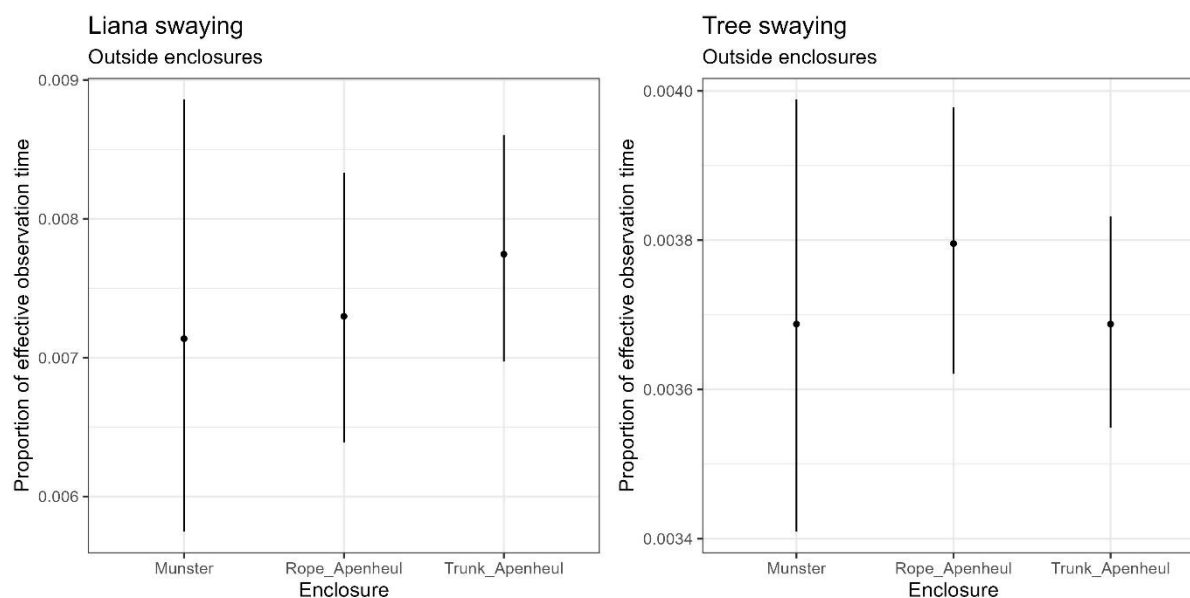 Liana swaying
Outside enclosures
Proportion of effective observation time
0.009
0.008
0.007
0.006
Munster Rope_Apenheul Trunk_Apenheul
Enclosure
Tree swaying
Outside enclosures
Proportion of effective observation time
0.0040
0.0038
0.0036
0.0034
Munster Rope_Apenheul Trunk_Apenheul
Enclosure